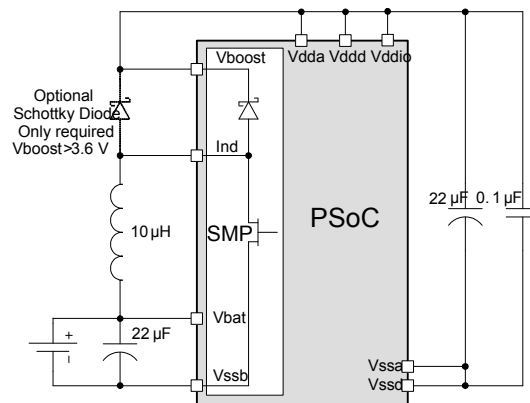 Vdda Vddd Vddio
Vboost
Optional
Schottky Diode
Only required
Vboost>3.6 V
Ind
10 µH
SMP
PSoC
22 µF 0.1 µF
Vbat
22 µF
+
–
Vssb
Vssa
Vssd